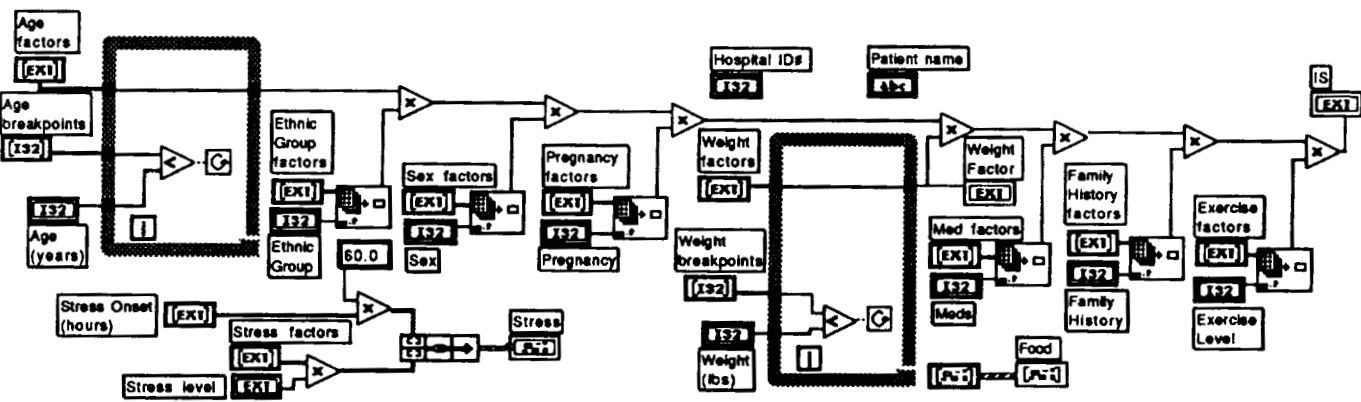 Age
factors
[EXT]
Age
breakpoints
[I32]
I32
Age
(years)
<
i
Ethnic
Group
factors
[EXT]
I32
Ethnic
Group
x
Sex factors
[EXT]
I32
Sex
x
Pregnancy
factors
[EXT]
I32
Pregnancy
x
Hospital ID#
I32
Patient name
abc
Weight
factors
[EXT]
Weight
breakpoints
[I32]
I32
Weight
(lbs)
<
i
x
Weight
Factor
EXT
Med factors
[EXT]
I32
Meds
x
Family
History
factors
[EXT]
I32
Family
History
x
Exercise
factors
[EXT]
I32
Exercise
Level
x
IS
EXT
60.0
Stress Onset
(hours)
[EXT]
x
Stress factors
[EXT]
Stress level
EXT
x
Stress
Food